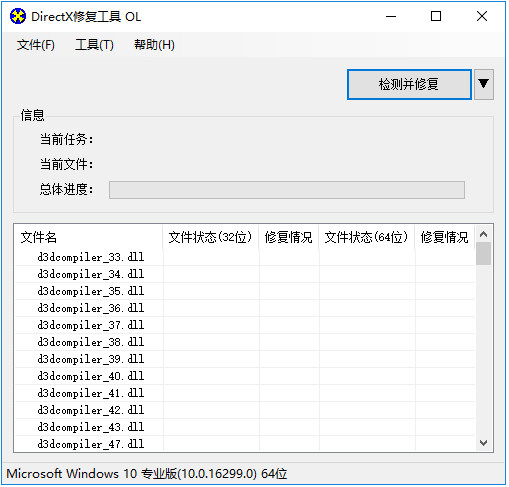 DirectX修复工具 OL
文件(F) 工具(T) 帮助(H)
检测并修复
信息
当前任务：
当前文件：
总体进度：
文件名 文件状态(32位) 修复情况 文件状态(64位) 修复情况
d3dcompiler_33.dll
d3dcompiler_34.dll
d3dcompiler_35.dll
d3dcompiler_36.dll
d3dcompiler_37.dll
d3dcompiler_38.dll
d3dcompiler_39.dll
d3dcompiler_40.dll
d3dcompiler_41.dll
d3dcompiler_42.dll
d3dcompiler_43.dll
d3dcompiler_47.dll
Microsoft Windows 10 专业版(10.0.16299.0) 64位